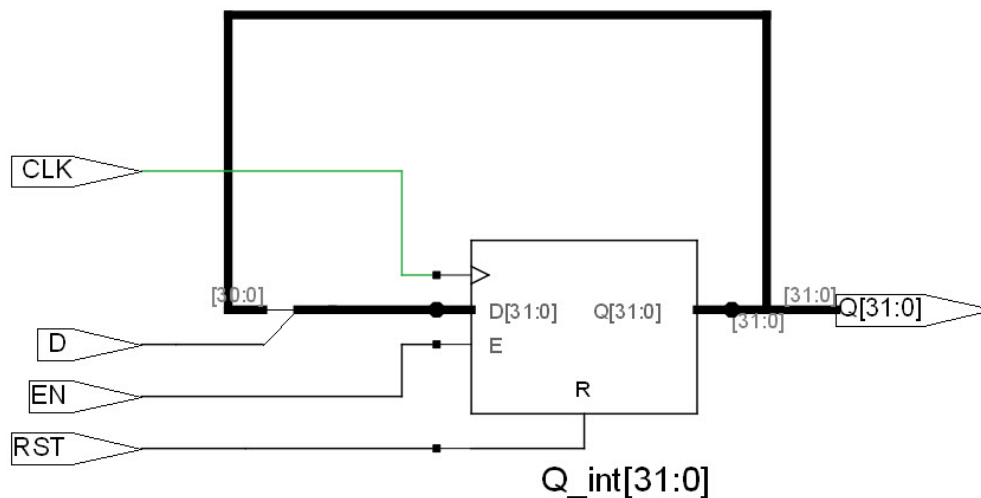 CLK
[30:0]
D
EN
RST
D[31:0]
Q[31:0]
E
R
[31:0]
[31:0]
Q[31:0]
Q_int[31:0]